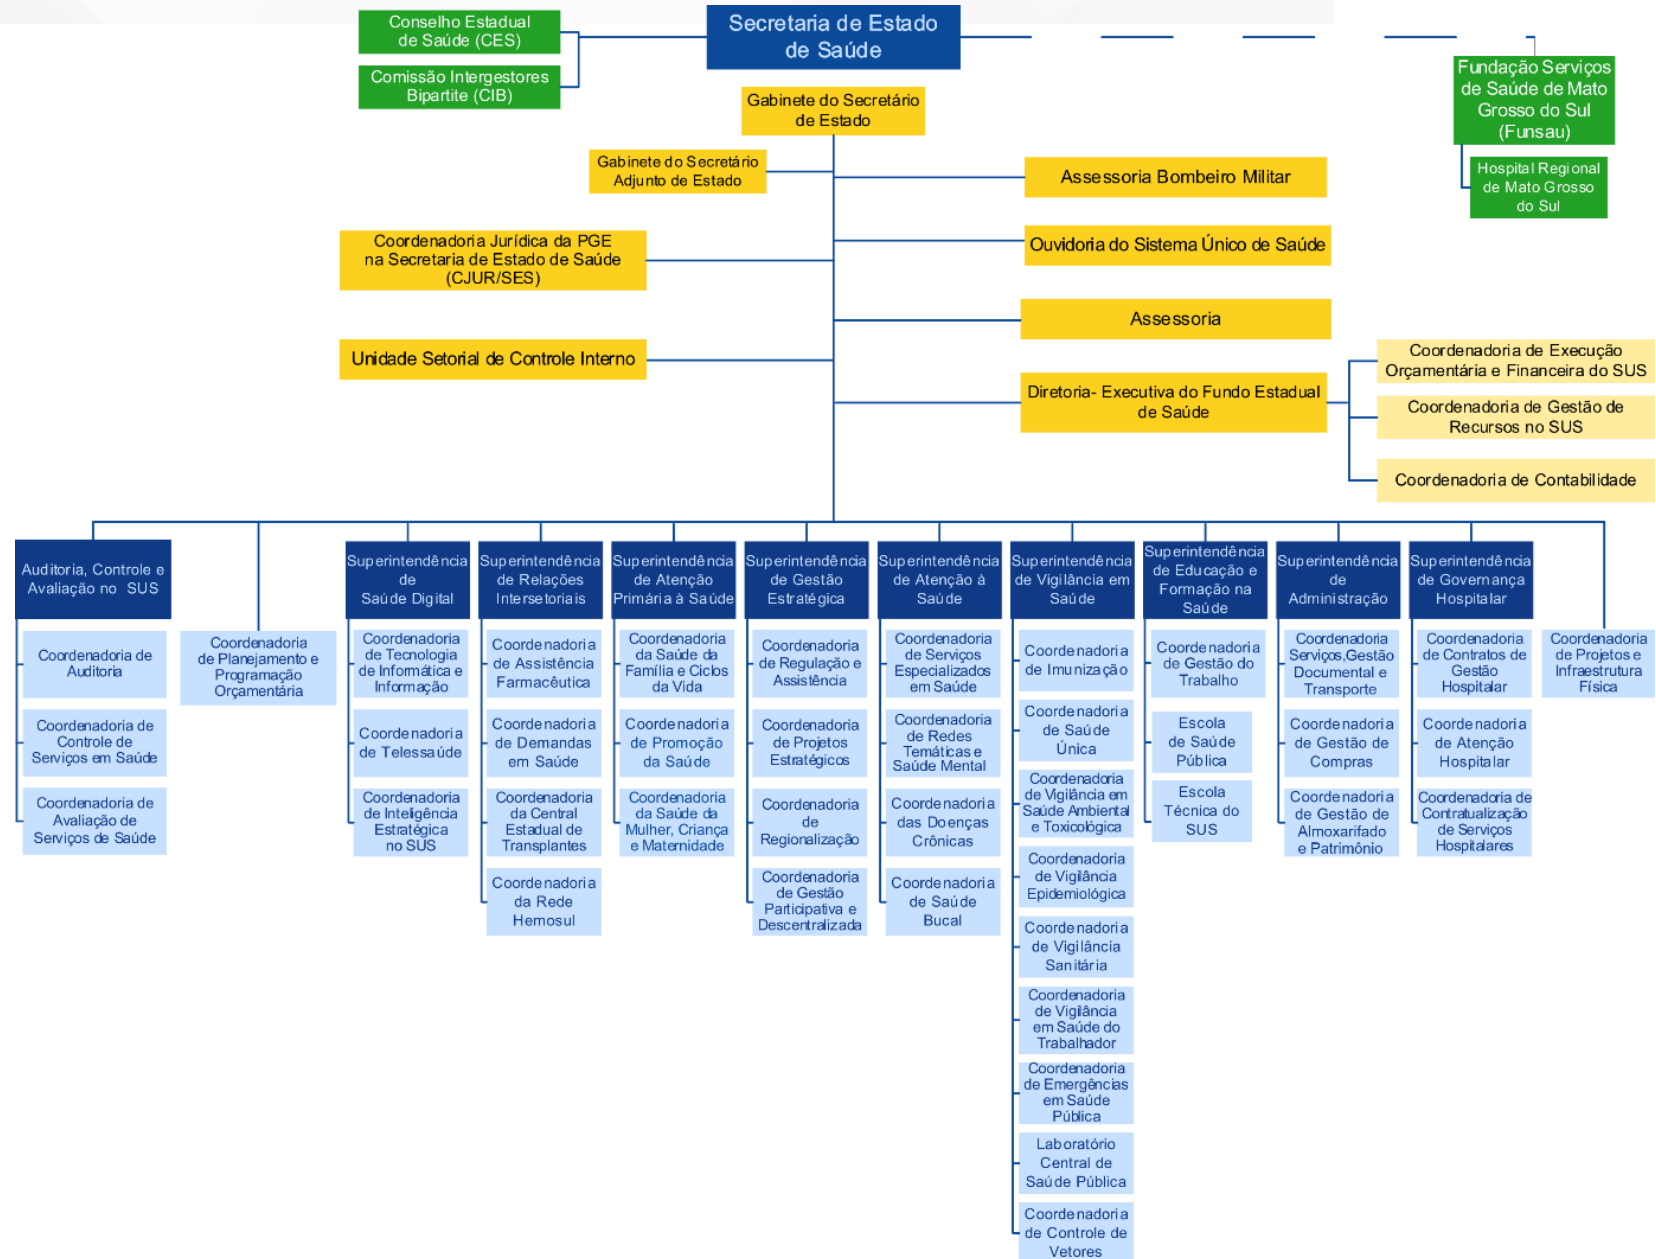 Conselho Estadual
de Saúde (CES)
Secretaria de Estado
de Saúde
Comissão Intergestores
Bipartite (CIB)
Fundação Serviços
de Saúde de Mato
Grosso do Sul
(Funsau)
Gabinete do Secretário
de Estado
Gabinete do Secretário
Adjunto de Estado
Assessoria Bombeiro Militar
Hospital Regional
de Mato Grosso
do Sul
Coordenadoria Jurídica da PGE
na Secretaria de Estado de Saúde
(CJUR/SES)
Ouvidoria do Sistema Único de Saúde
Assessoria
Unidade Setorial de Controle Interno
Diretoria- Executiva do Fundo Estadual
de Saúde
Coordenadoria de Execução
Orçamentária e Financeira do SUS
Coordenadoria de Gestão de
Recursos no SUS
Coordenadoria de Contabilidade
Auditoria, Controle e
Avaliação no SUS
Coordenadoria de
Auditoria
Coordenadoria de
Controle de
Serviços em Saúde
Coordenadoria de
Avaliação de
Serviços de Saúde
Coordenadoria
de Planejamento e
Programação
Orçamentária
Superintendência
de
Saúde Digital
Coordenadoria
de Tecnologia
de Informática e
Informação
Coordenadoria
de Telessaúde
Coordenadoria
de Inteligência
Estratégica
no SUS
Superintendência
de Relações
Intersetoriais
Coordenadoria
de Assistência
Farmacêutica
Coordenadoria
de Demandas
em Saúde
Coordenadoria
da Central
Estadual de
Transplantes
Coordenadoria
da Rede
Hemosul
Superintendência
de Atenção
Primária à Saúde
Coordenadoria
da Saúde da
Família e Ciclos
da Vida
Coordenadoria
de Promoção
da Saúde
Coordenadoria
da Saúde da
Mulher, Criança
e Maternidade
Superintendência
de Gestão
Estratégica
Coordenadoria
de Regulação e
Assistência
Coordenadoria
de Projetos
Estratégicos
Coordenadoria
de
Regionalização
Coordenadoria
de Gestão
Participativa e
Descentralizada
Superintendência
de Atenção à
Saúde
Coordenadoria
de Serviços
Especializados
em Saúde
Coordenadoria
de Redes
Temáticas e
Saúde Mental
Coordenadoria
das Doenças
Crônicas
Coordenadoria
de Saúde
Bucal
Superintendência
de Vigilância em
Saúde
Coordenadoria
de Imunização
Coordenadoria
de Saúde
Única
Coordenadoria
de Vigilância em
Saúde Ambiental
e Toxicológica
Coordenadoria
de Vigilância
Epidemiológica
Coordenadoria
de Vigilância
Sanitária
Coordenadoria
de Vigilância
em Saúde do
Trabalhador
Coordenadoria
de Emergências
em Saúde
Pública
Laboratório
Central de
Saúde Pública
Coordenadoria
de Controle de
Vetores
Superintendência
de Educação e
Formação na
Saúde
Coordenadoria
de Gestão do
Trabalho
Escola
de Saúde
Pública
Escola
Técnica do
SUS
Superintendência
de
Administração
Coordenadoria
Serviços,Gestão
Documental e
Transporte
Coordenadoria
de Gestão de
Compras
Coordenadoria
de Gestão de
Almoxarifado
e Patrimônio
Superintendência
de Governança
Hospitalar
Coordenadoria
de Contratos de
Gestão
Hospitalar
Coordenadoria
de Atenção
Hospitalar
Coordenadoria de
Contratualização
de Serviços
Hospitalares
Coordenadoria
de Projetos e
Infraestrutura
Física